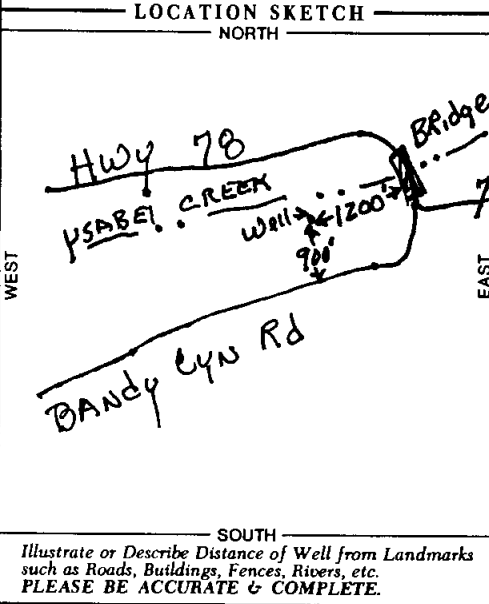 LOCATION SKETCH
NORTH
BRidge
Hwy 78
YSABEl CREEK
Well
1200'
7
900'
WEST
EAST
BANdy Cyn Rd
SOUTH
Illustrate or Describe Distance of Well from Landmarks
such as Roads, Buildings, Fences, Rivers, etc.
PLEASE BE ACCURATE & COMPLETE.